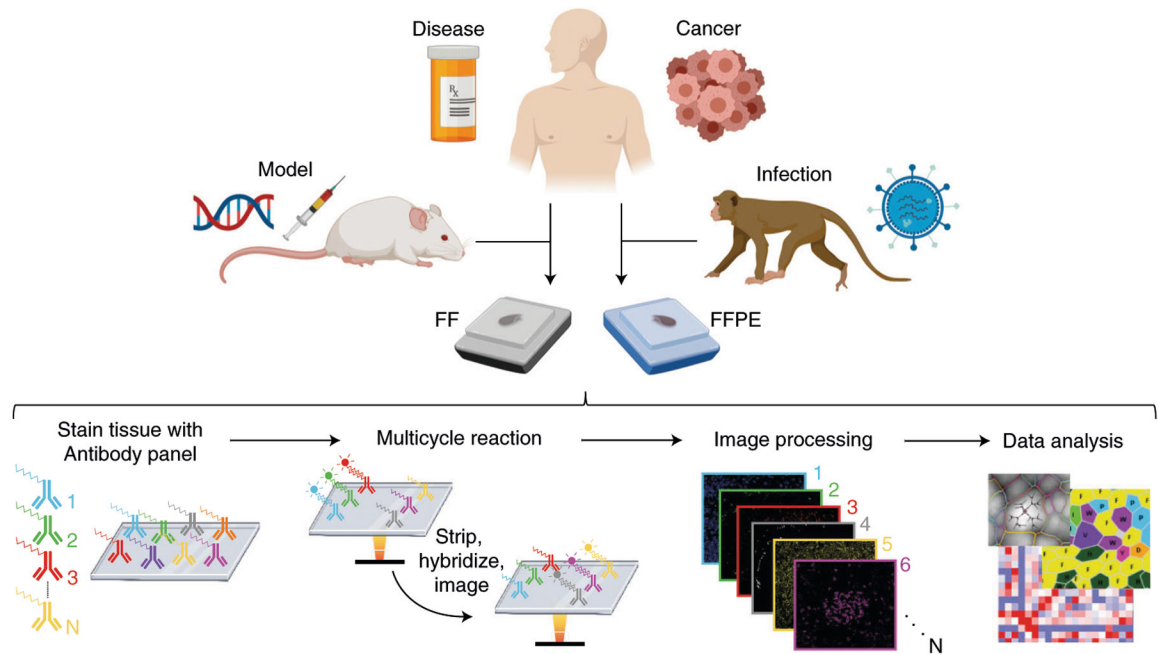 Disease
Cancer
Rx
Model
Infection
FF
FFPE
Stain tissue with
Antibody panel
Multicycle reaction
Image processing
Data analysis
1
2
3
N
Strip,
hybridize,
image
1
2
3
4
5
6
N